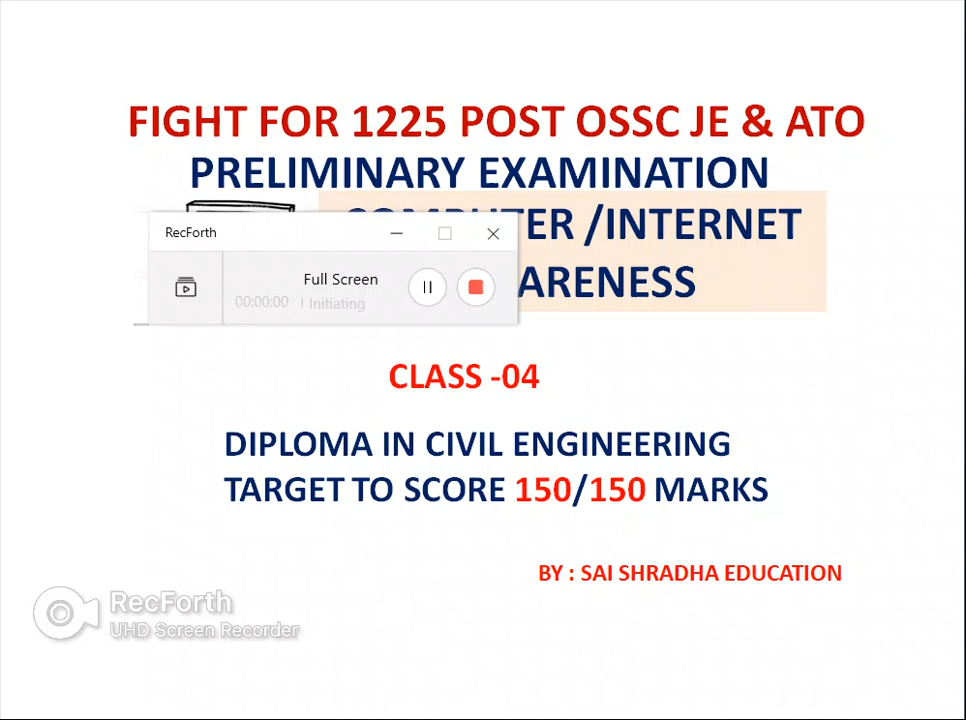 FIGHT FOR 1225 POST OSSC JE & ATO
PRELIMINARY EXAMINATION
COMPUTER /INTERNET
ARENESS
RecForth
Full Screen
00:00:00 Initiating
CLASS -04
DIPLOMA IN CIVIL ENGINEERING
TARGET TO SCORE 150/150 MARKS
BY : SAI SHRADHA EDUCATION
RecForth
UHD Screen Recorder